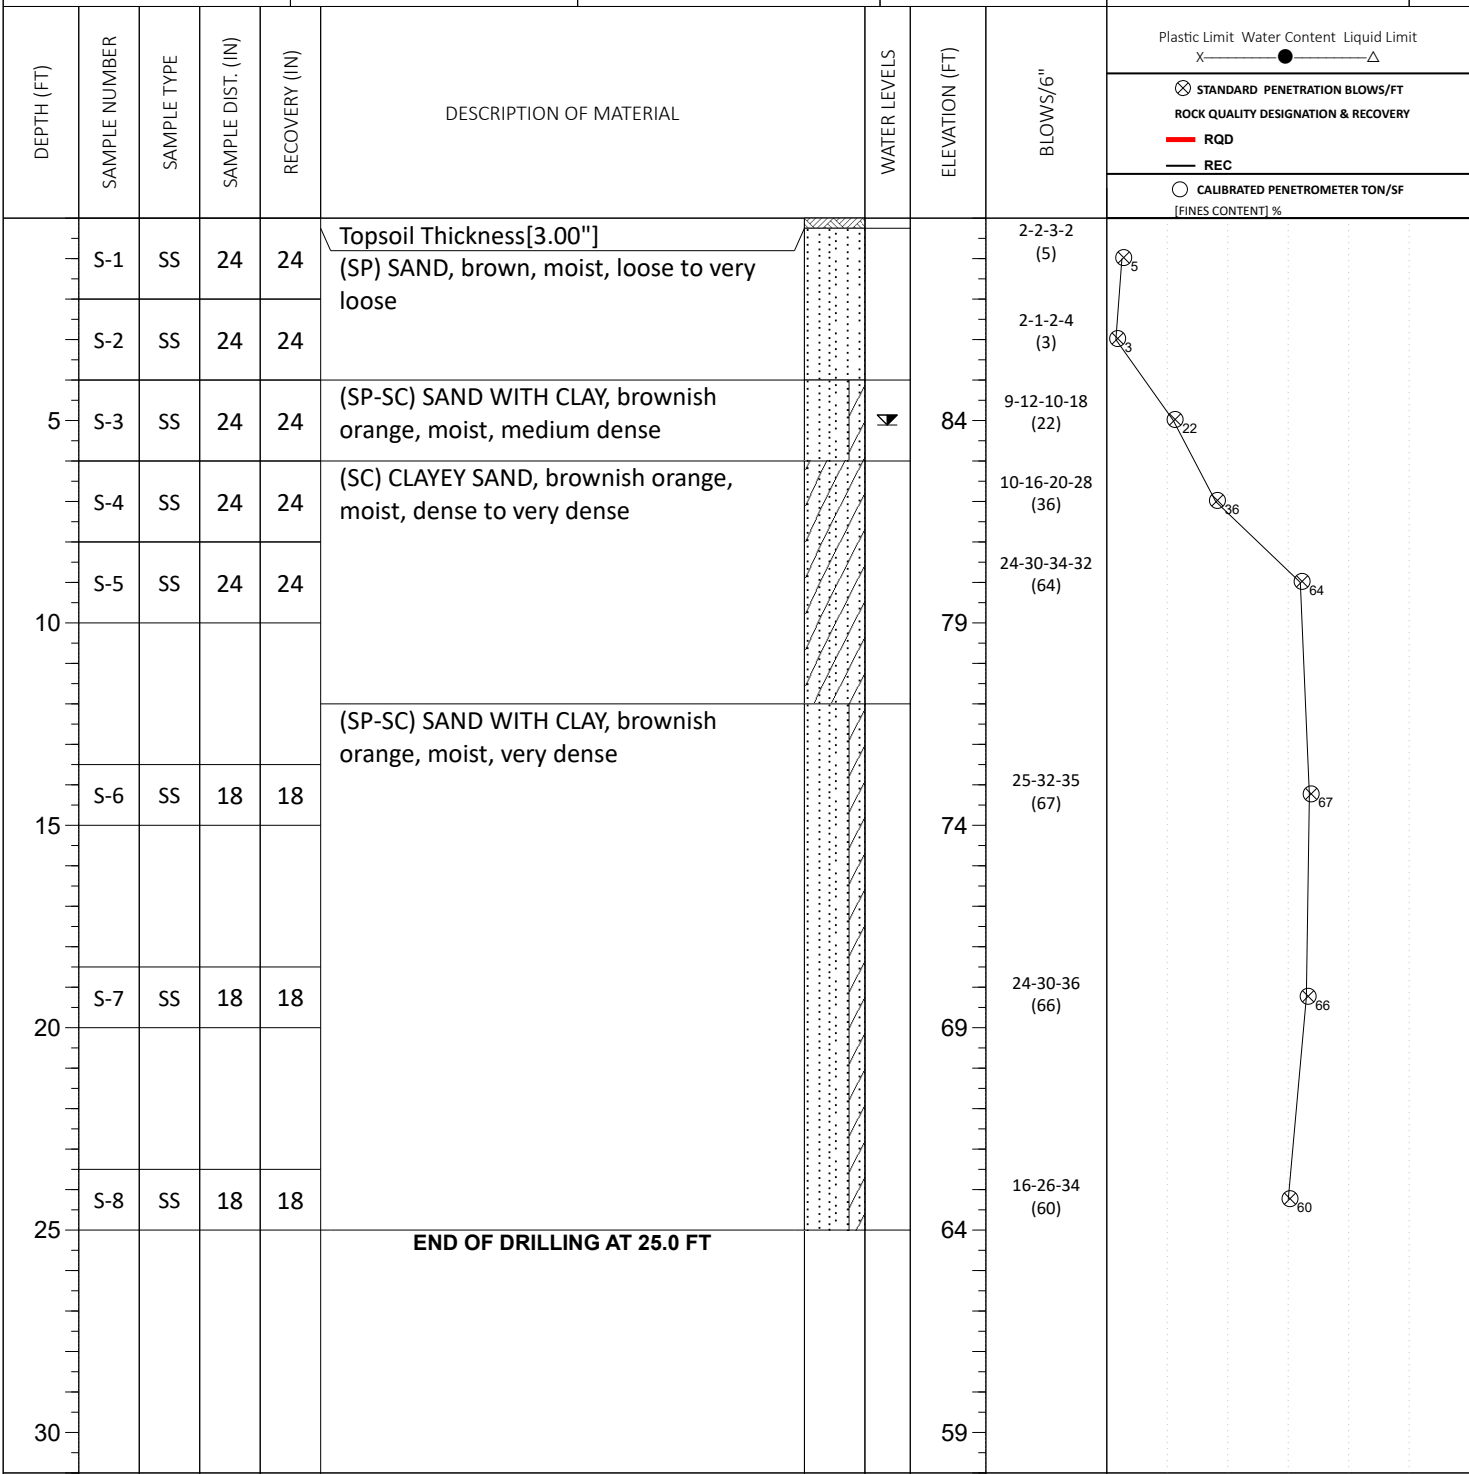 DEPTH (FT)
SAMPLE NUMBER
SAMPLE TYPE
SAMPLE DIST. (IN)
RECOVERY (IN)
DESCRIPTION OF MATERIAL
WATER LEVELS
ELEVATION (FT)
BLOWS/6"
Plastic Limit Water Content Liquid Limit
X
STANDARD PENETRATION BLOWS/FT
ROCK QUALITY DESIGNATION & RECOVERY
RQD
REC
CALIBRATED PENETROMETER TON/SF
[FINES CONTENT] %
Topsoil Thickness[3.00"]
S-1 SS 24 24
(SP) SAND, brown, moist, loose to very
loose
2-2-3-2
(5)
5
S-2 SS 24 24
2-1-2-4
(3)
3
(SP-SC) SAND WITH CLAY, brownish
orange, moist, medium dense
5 S-3 SS 24 24
84
9-12-10-18
(22)
22
(SC) CLAYEY SAND, brownish orange,
moist, dense to very dense
S-4 SS 24 24
10-16-20-28
(36)
36
S-5 SS 24 24
24-30-34-32
(64)
64
10
79
(SP-SC) SAND WITH CLAY, brownish
orange, moist, very dense
S-6 SS 18 18
25-32-35
(67)
67
15
74
S-7 SS 18 18
24-30-36
(66)
66
20
69
S-8 SS 18 18
16-26-34
(60)
60
25
64
END OF DRILLING AT 25.0 FT
30
59